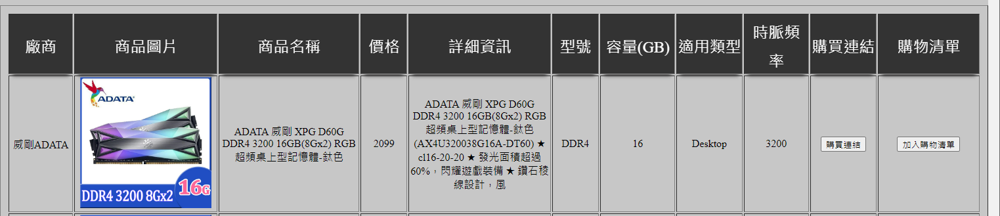 廠商
商品圖片
商品名稱
價格
詳細資訊
型號
容量(GB)
適用類型
時脈頻
率
購買連結
購物清單
威剛ADATA
ADATA
DDR4 3200 8Gx2
16G
ADATA 威剛 XPG D60G
DDR4 3200 16GB(8Gx2) RGB
超頻桌上型記憶體-鈦色
2099
ADATA 威剛 XPG D60G
DDR4 3200 16GB(8Gx2) RGB
超頻桌上型記憶體-鈦色
(AX4U320038G16A-DT60) ★
cl16-20-20 ★ 發光面積超過
60%，閃耀遊戲裝備 ★ 鑽石稜
線設計，風
DDR4
16
Desktop
3200
購買連結
加入購物清單